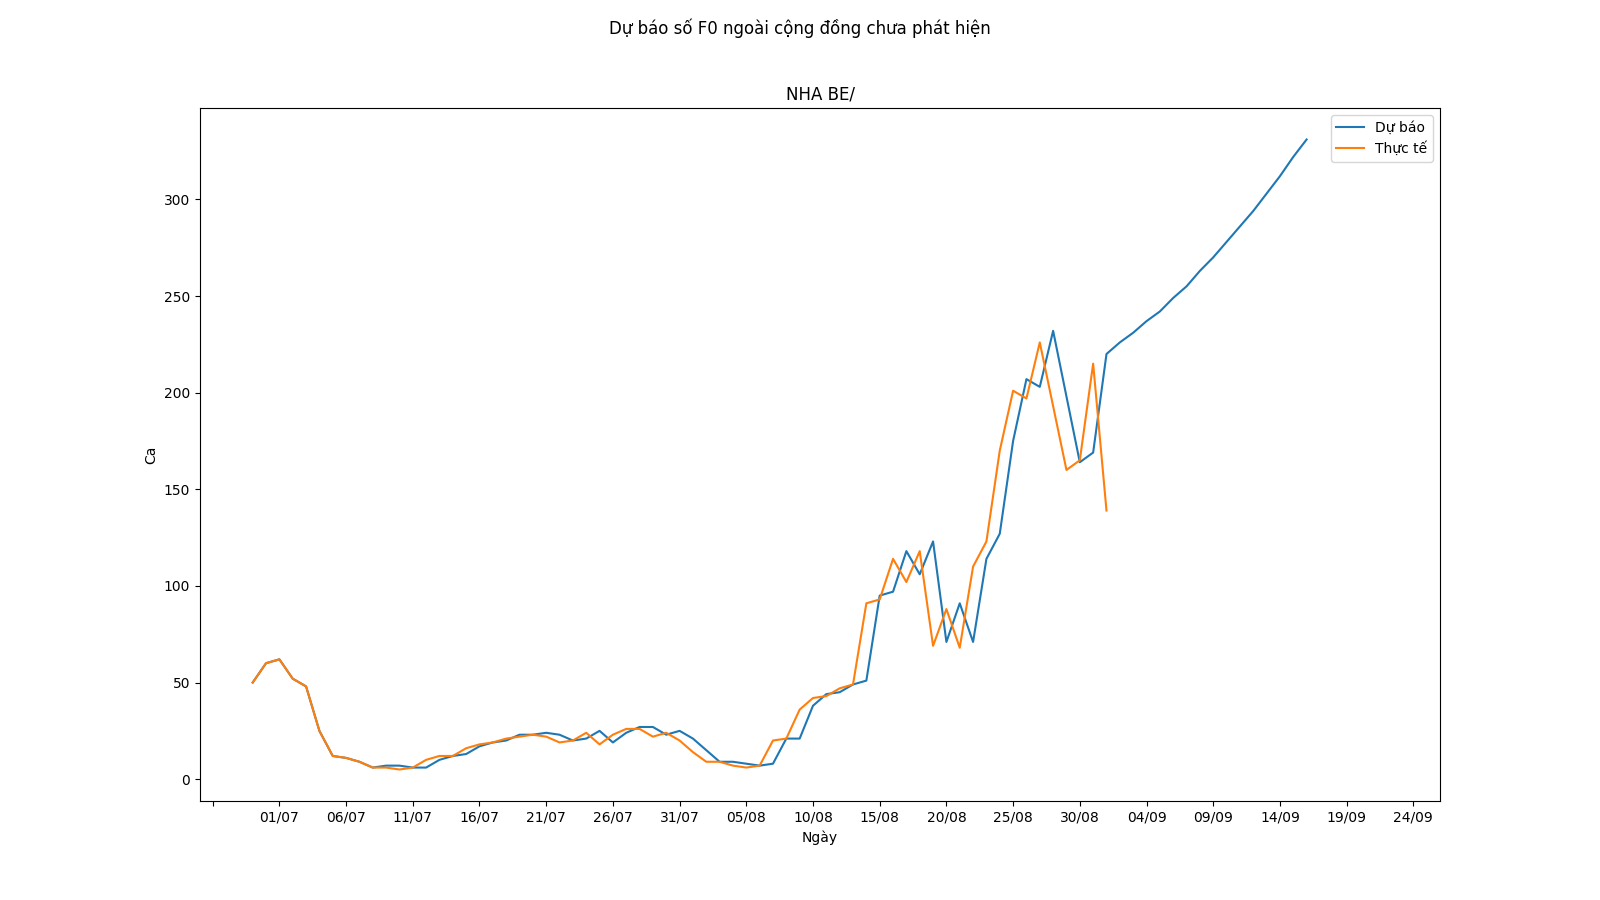 Dự báo số F0 ngoài cộng đồng chưa phát hiện
NHA BE/
Dự báo
Thực tế
300
250
200
150
100
50
0
Ca
01/07 06/07 11/07 16/07 21/07 26/07 31/07 05/08 10/08 15/08 20/08 25/08 30/08 04/09 09/09 14/09 19/09 24/09
Ngày